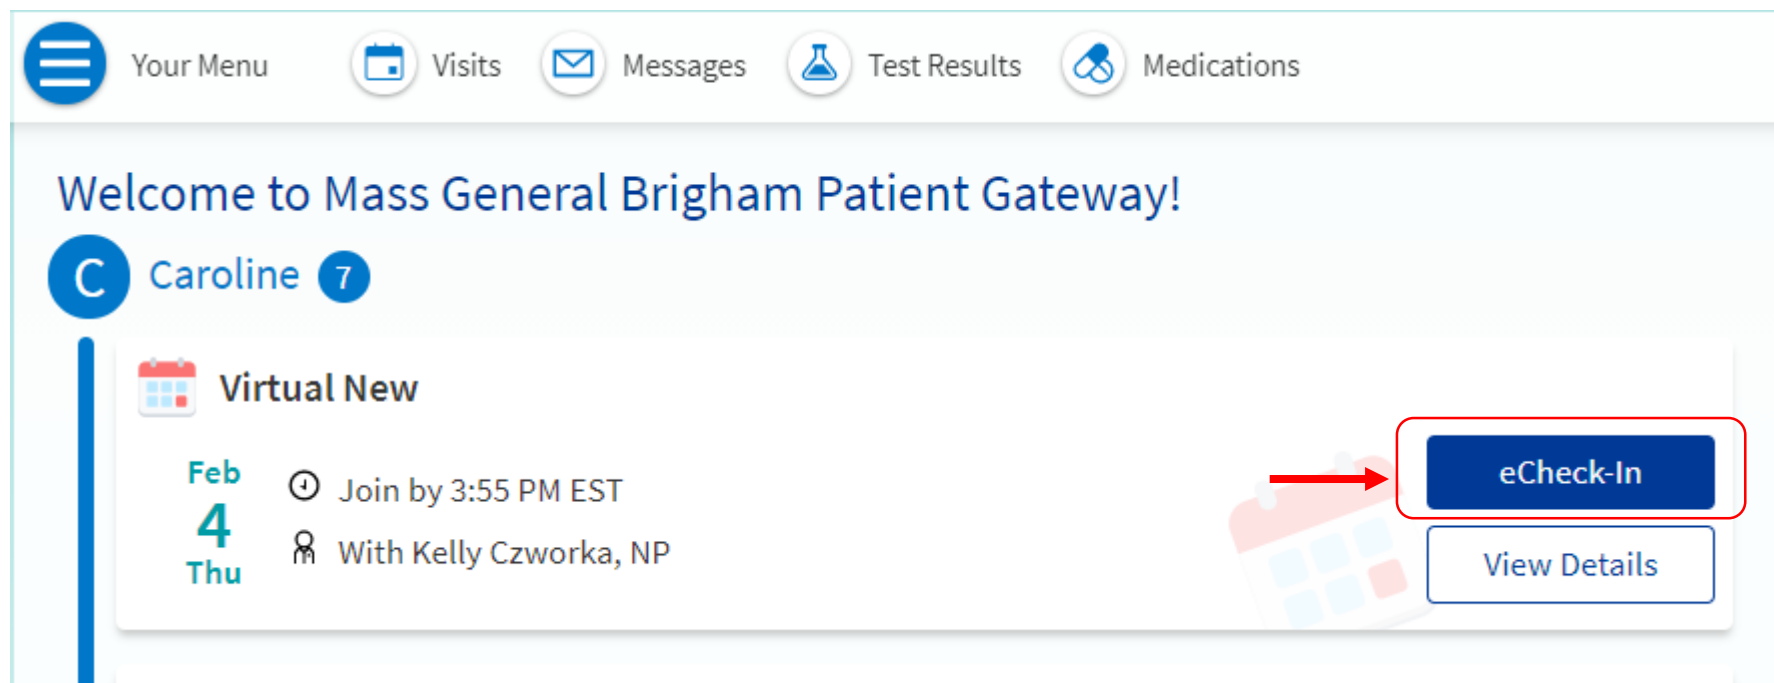 Your Menu Visits Messages Test Results Medications
Welcome to Mass General Brigham Patient Gateway!
C Caroline 7
Virtual New
Feb
4
Thu
Join by 3:55 PM EST
With Kelly Czworka, NP
eCheck-In
View Details